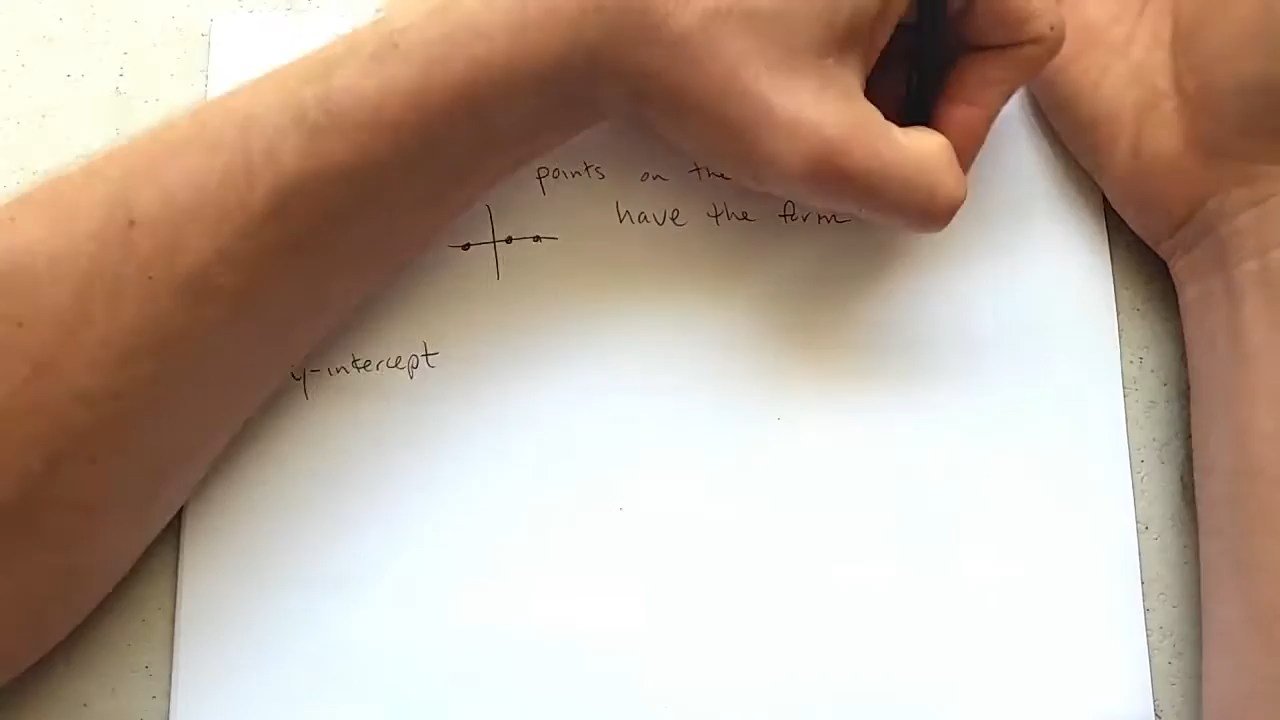 points on the
have the form
y-intercept